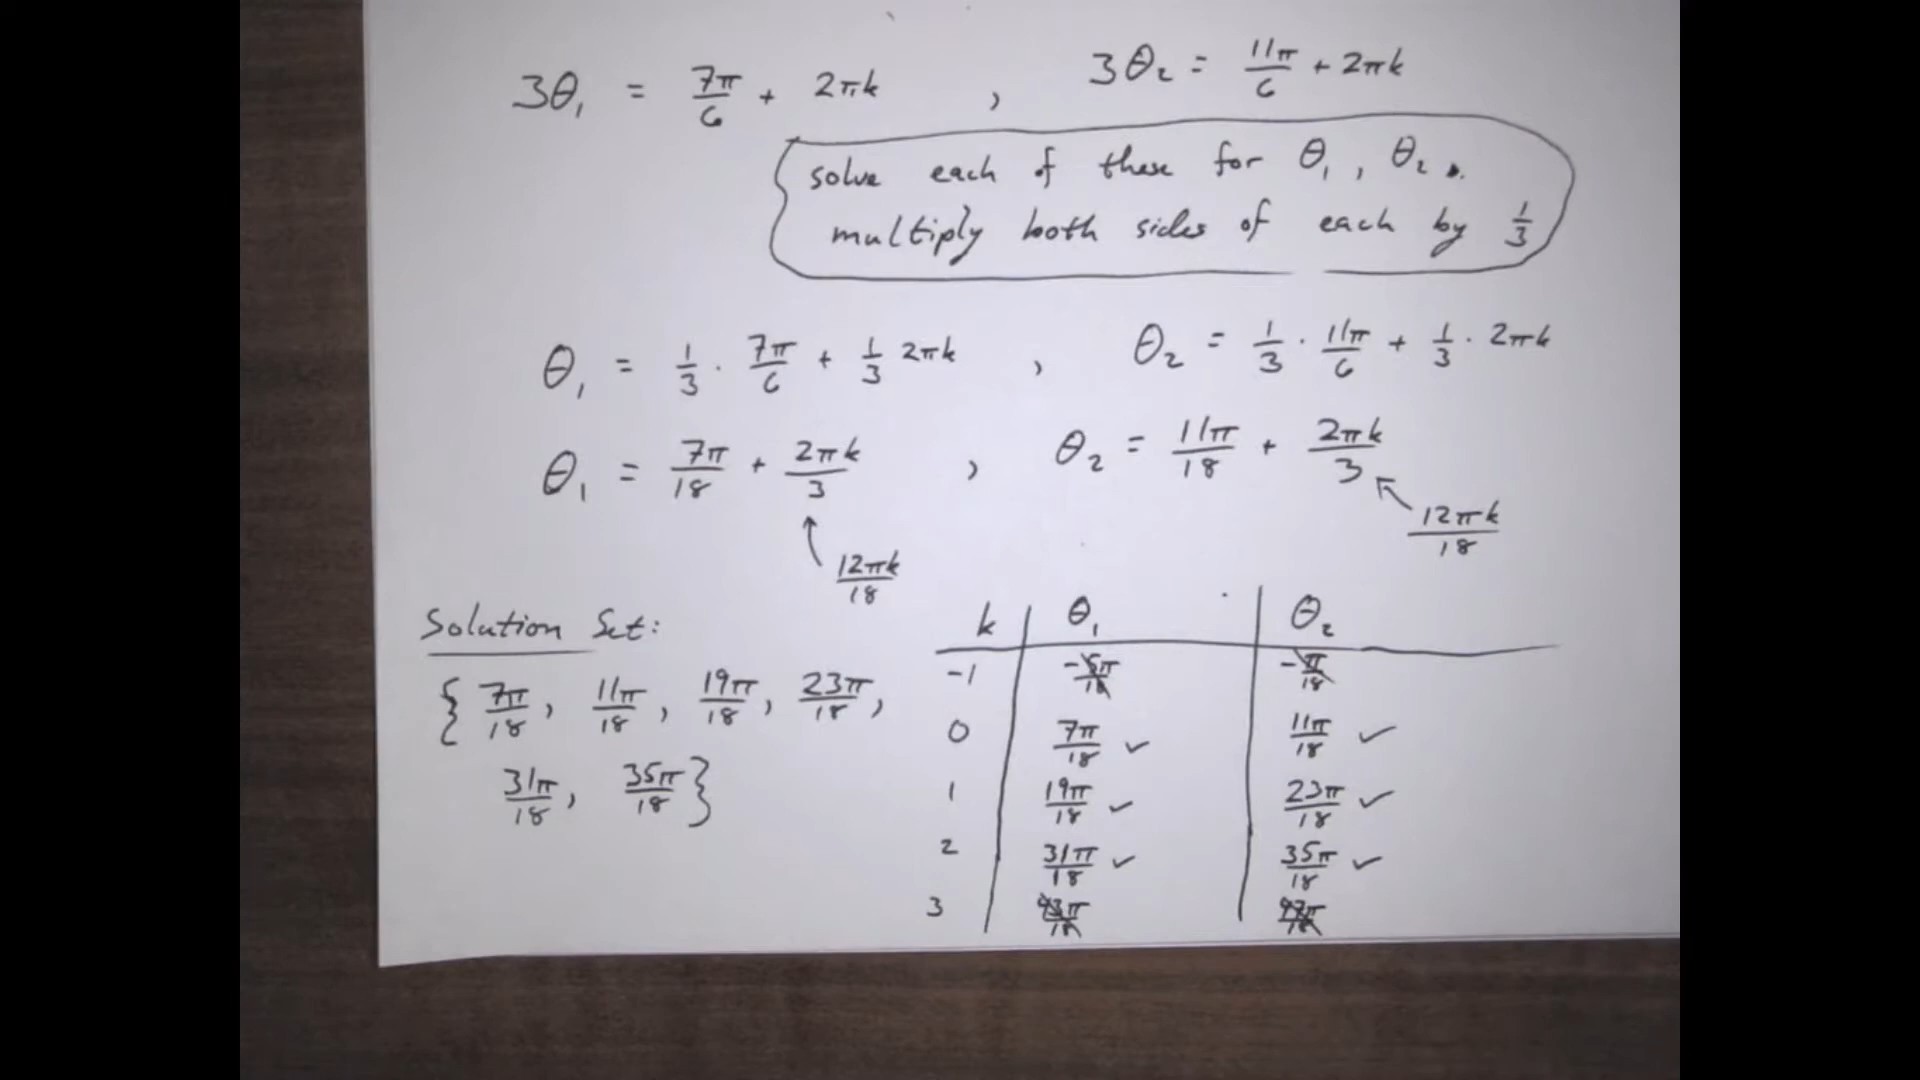 3θ₁ = 7π/6 + 2πk , 3θ₂ = 11π/6 + 2πk
solve each of these for θ₁, θ₂.
multiply both sides of each by 1/3
θ₁ = 1/3 · 7π/6 + 1/3 2πk , θ₂ = 1/3 · 11π/6 + 1/3 · 2πk
θ₁ = 7π/18 + 2πk/3 , θ₂ = 11π/18 + 2πk/3
12πk/18 12πk/18
Solution Set:
{ 7π/18, 11π/18, 19π/18, 23π/18,
31π/18, 35π/18 }
k θ₁ θ₂
-1 -5π/18 -π/18
0 7π/18 ✓ 11π/18 ✓
1 19π/18 ✓ 23π/18 ✓
2 31π/18 ✓ 35π/18 ✓
3 43π/18 47π/18